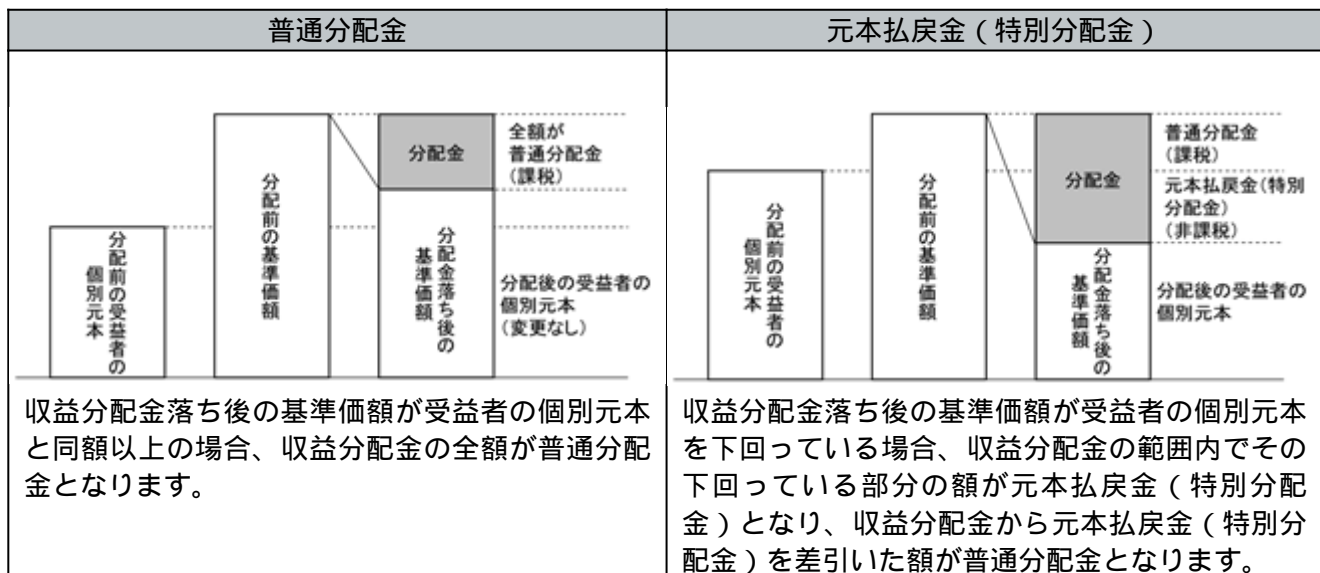 普通分配金
分配前の受益者の
個別元本
分配前の基準価額
分配金
分配金落ち後の
基準価額
全額が
普通分配金
(課税)
分配後の受益者の
個別元本
(変更なし)
収益分配金落ち後の基準価額が受益者の個別元本
と同額以上の場合、収益分配金の全額が普通分配
金となります。
元本払戻金(特別分配金)
分配前の受益者の
個別元本
分配前の基準価額
分配金
分配金落ち後の
基準価額
普通分配金
(課税)
元本払戻金(特別
分配金)
(非課税)
分配後の受益者の
個別元本
収益分配金落ち後の基準価額が受益者の個別元本
を下回っている場合、収益分配金の範囲内でその
下回っている部分の額が元本払戻金(特別分配
金)となり、収益分配金から元本払戻金(特別分
配金)を差引いた額が普通分配金となります。